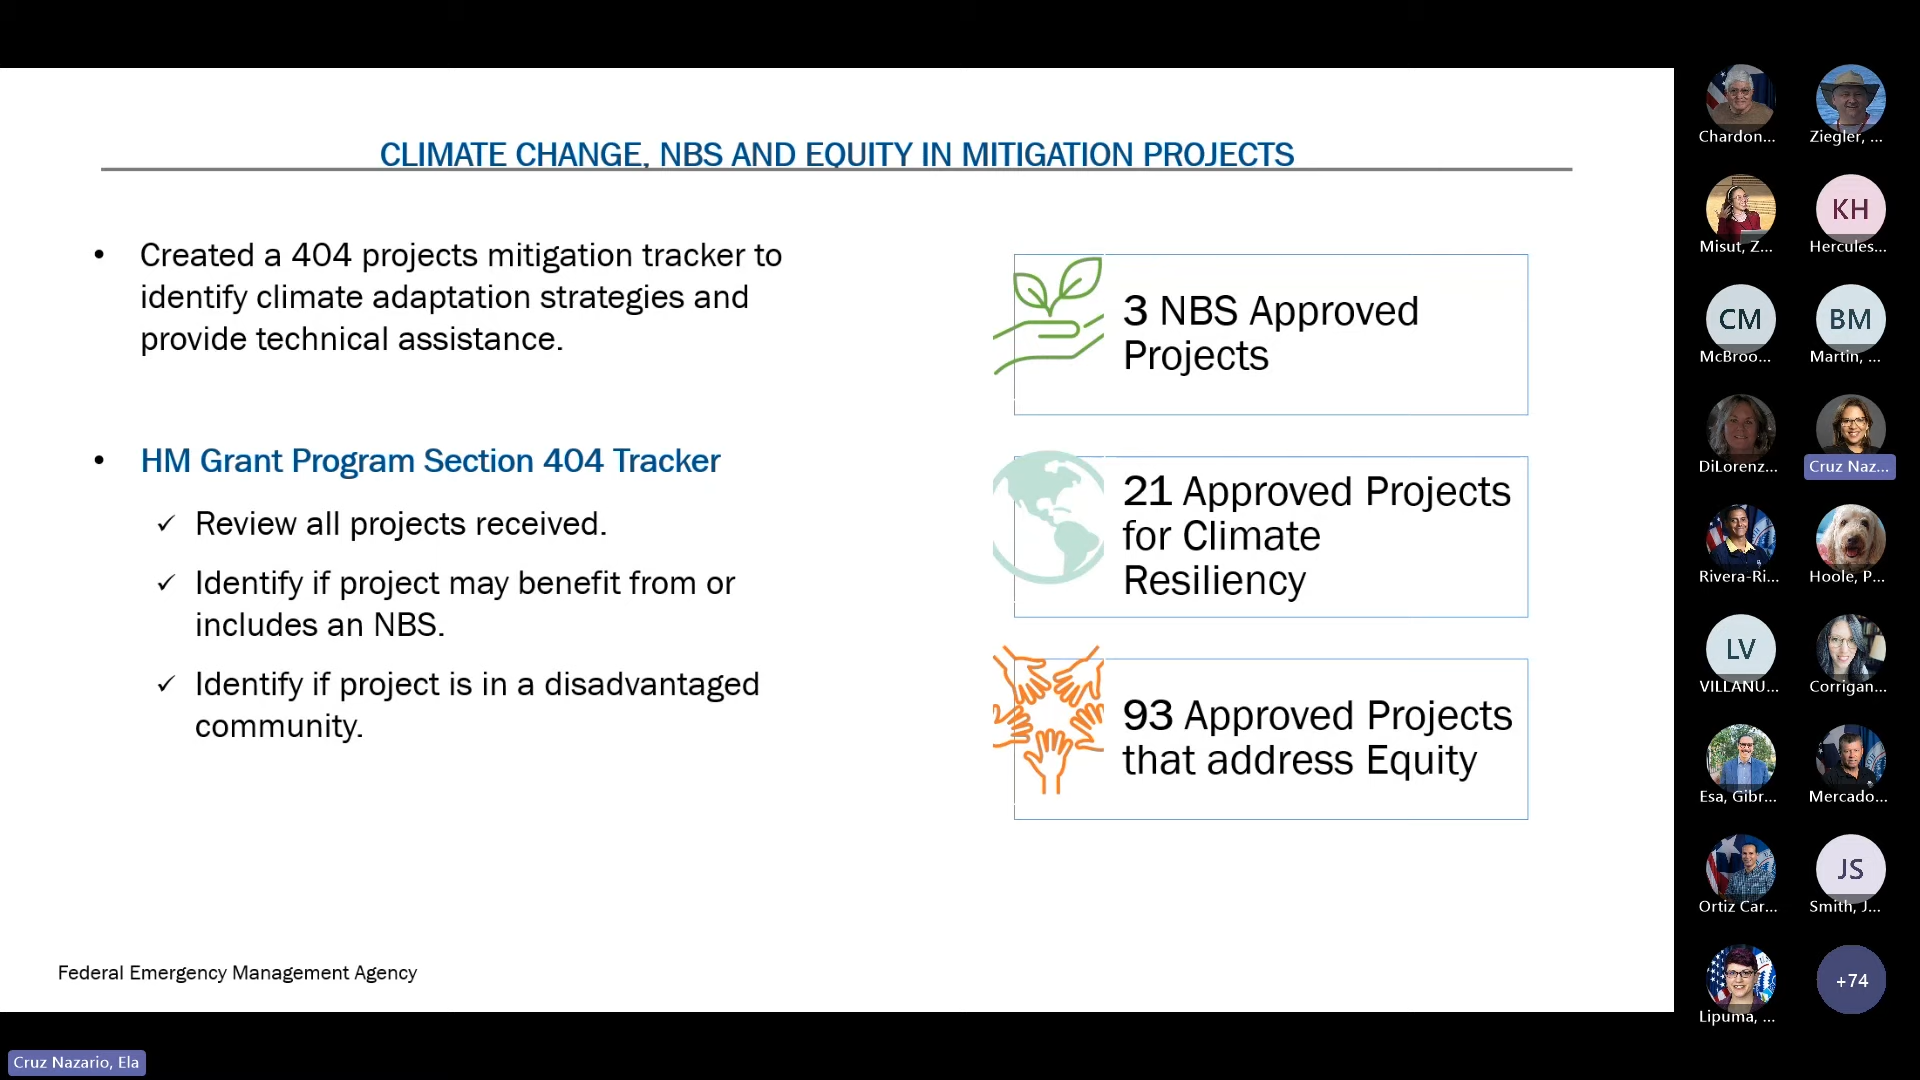 CLIMATE CHANGE, NBS AND EQUITY IN MITIGATION PROJECTS
• Created a 404 projects mitigation tracker to
identify climate adaptation strategies and
provide technical assistance.
• HM Grant Program Section 404 Tracker
✓ Review all projects received.
✓ Identify if project may benefit from or
includes an NBS.
✓ Identify if project is in a disadvantaged
community.
3 NBS Approved
Projects
21 Approved Projects
for Climate
Resiliency
93 Approved Projects
that address Equity
Federal Emergency Management Agency
Chardon...
Ziegler, ...
Misut, Z...
KH
Hercules...
CM
McBroo...
BM
Martin, ...
DiLorenz...
Cruz Naz...
Rivera-Ri...
Hoole, P...
LV
VILLANU...
Corrigan...
Esa, Gibr...
Mercado...
Ortiz Car...
JS
Smith, J...
Lipuma, ...
+74
Cruz Nazario, Ela